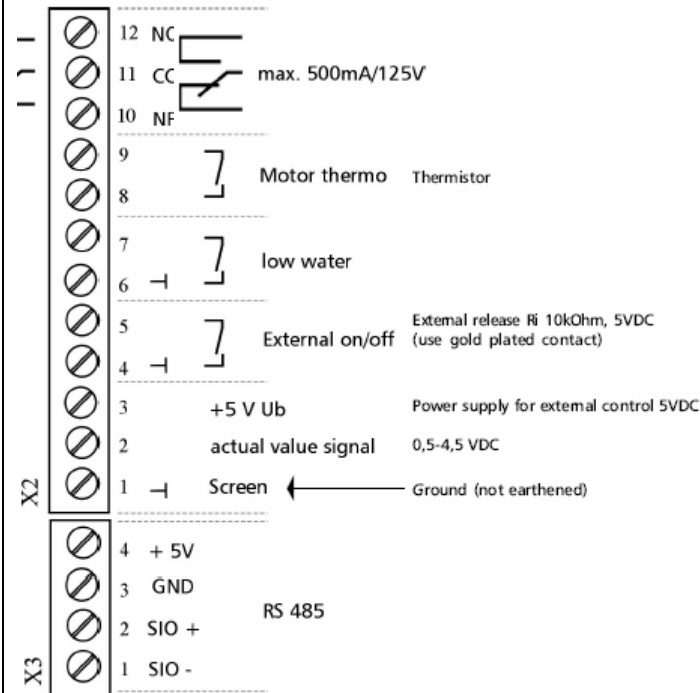 12 NC
11 CC max. 500mA/125V
10 NF
9
Motor thermo Thermistor
8
7
low water
6
5
External on/off External release Ri 10kOhm, 5VDC
(use gold plated contact)
4
3 +5 V Ub Power supply for external control 5VDC
2 actual value signal 0,5-4,5 VDC
1 Screen Ground (not earthened)
X2
4 + 5V
3 GND
RS 485
2 SIO +
1 SIO -
X3